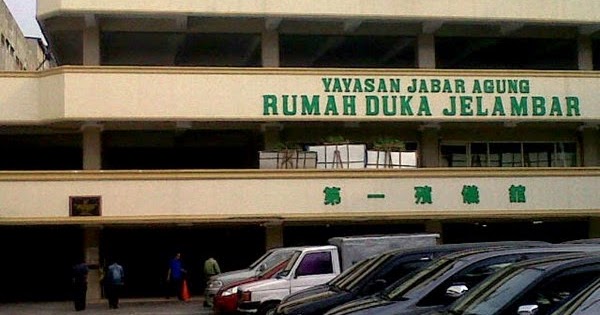 YAYASAN JABAR AGUNG
RUMAH DUKA JELAMBAR
第一殯儀館